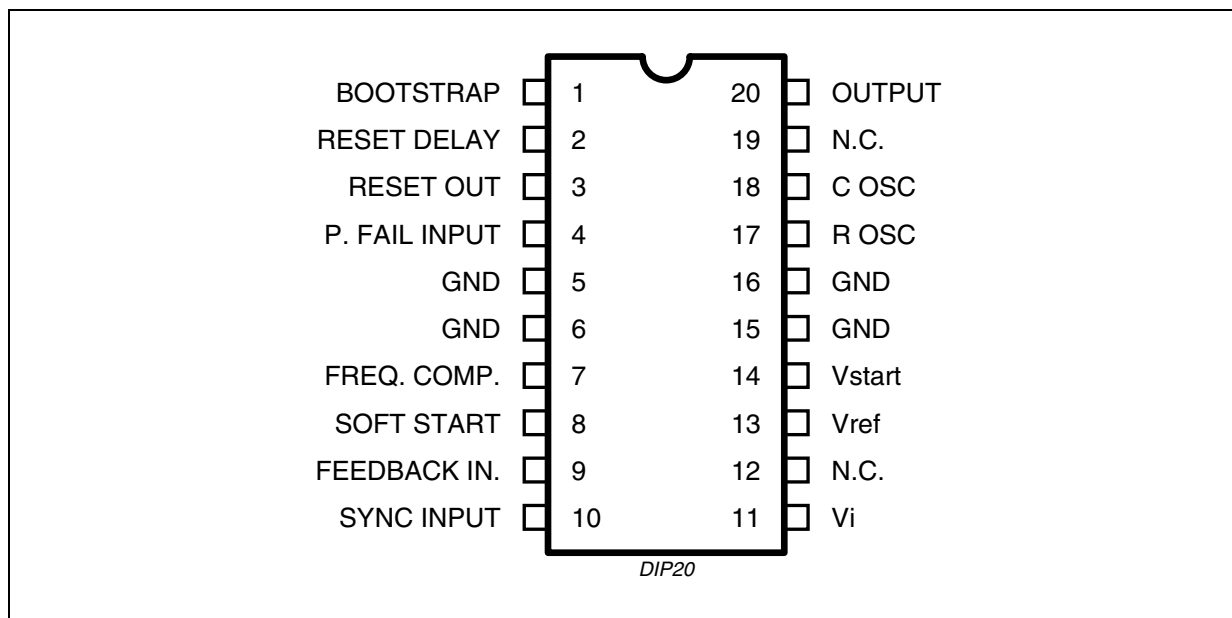 BOOTSTRAP 1 20 OUTPUT
RESET DELAY 2 19 N.C.
RESET OUT 3 18 C OSC
P. FAIL INPUT 4 17 R OSC
GND 5 16 GND
GND 6 15 GND
FREQ. COMP. 7 14 Vstart
SOFT START 8 13 Vref
FEEDBACK IN. 9 12 N.C.
SYNC INPUT 10 11 Vi
DIP20